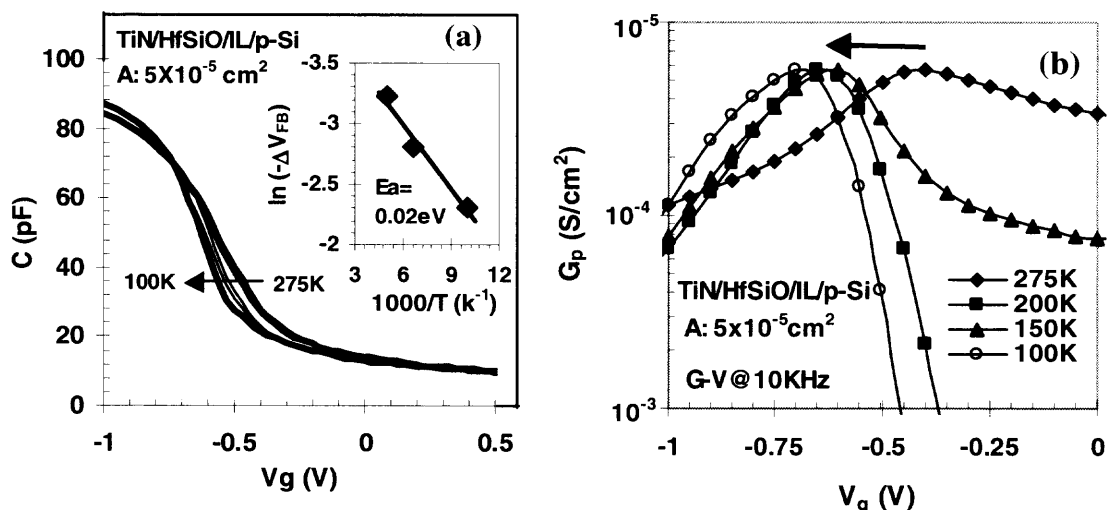 (a)
TiN/HfSiO/IL/p-Si
A: 5X10⁻⁵ cm²
100
80
60
40
20
0
C (pF)
-1
-0.5
0
0.5
Vg (V)
100K
275K
-3.5
-3
-2.5
-2
ln (-ΔV_FB)
Ea=
0.02eV
3
6
9
12
1000/T (k⁻¹)
(b)
10⁻⁵
10⁻⁴
10⁻³
G_p (S/cm²)
TiN/HfSiO/IL/p-Si
A: 5x10⁻⁵cm²
G-V@10KHz
275K
200K
150K
100K
-1
-0.75
-0.5
-0.25
0
V_g (V)